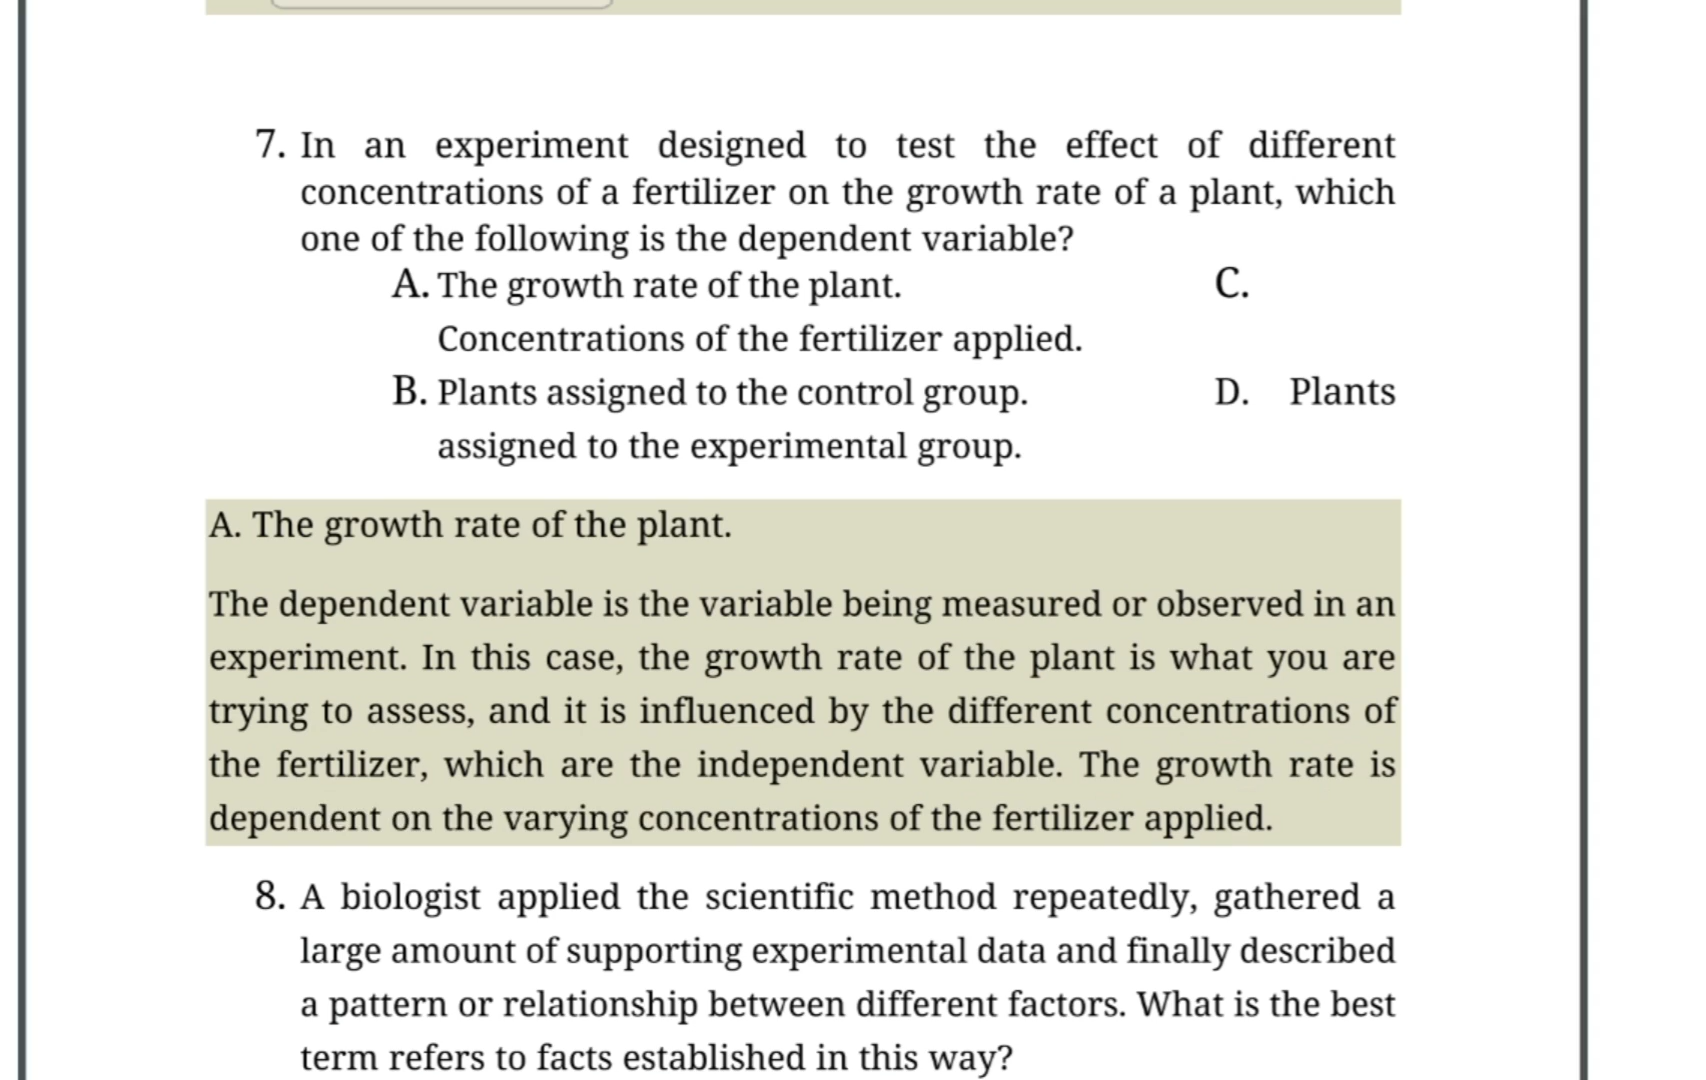 7. In an experiment designed to test the effect of different
concentrations of a fertilizer on the growth rate of a plant, which
one of the following is the dependent variable?
A. The growth rate of the plant. C.
Concentrations of the fertilizer applied.
B. Plants assigned to the control group. D. Plants
assigned to the experimental group.
A. The growth rate of the plant.
The dependent variable is the variable being measured or observed in an
experiment. In this case, the growth rate of the plant is what you are
trying to assess, and it is influenced by the different concentrations of
the fertilizer, which are the independent variable. The growth rate is
dependent on the varying concentrations of the fertilizer applied.
8. A biologist applied the scientific method repeatedly, gathered a
large amount of supporting experimental data and finally described
a pattern or relationship between different factors. What is the best
term refers to facts established in this way?